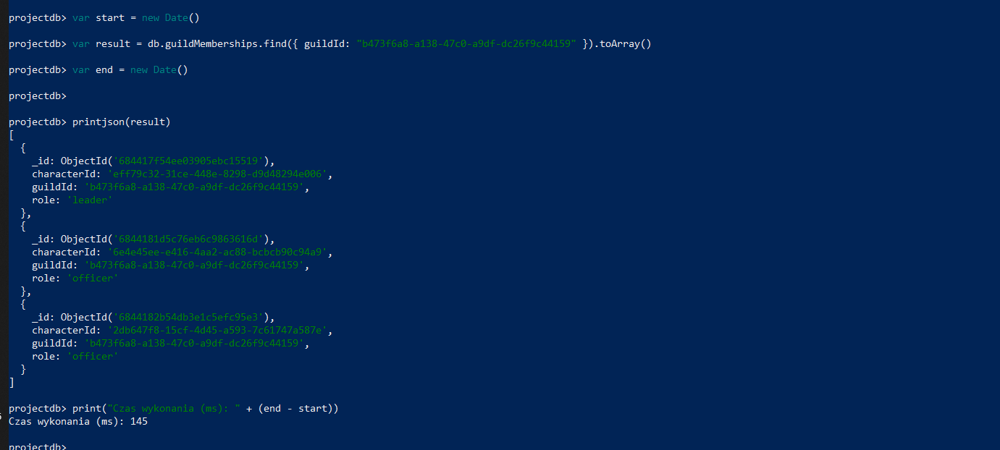 projectdb> var start = new Date()
projectdb> var result = db.guildMemberships.find({ guildId: "b473f6a8-a138-47c0-a9df-dc26f9c44159" }).toArray()
projectdb> var end = new Date()
projectdb>
projectdb> printjson(result)
[
  {
    _id: ObjectId('684417f54ee03905ebc15519'),
    characterId: 'eff79c32-31ce-448e-8298-d9d48294e006',
    guildId: 'b473f6a8-a138-47c0-a9df-dc26f9c44159',
    role: 'leader'
  },
  {
    _id: ObjectId('6844181d5c76eb6c9863616d'),
    characterId: '6e4e45ee-e416-4aa2-ac88-bcbcb90c94a9',
    guildId: 'b473f6a8-a138-47c0-a9df-dc26f9c44159',
    role: 'officer'
  },
  {
    _id: ObjectId('6844182b54db3e1c5efc95e3'),
    characterId: '2db647f8-15cf-4d45-a593-7c61747a587e',
    guildId: 'b473f6a8-a138-47c0-a9df-dc26f9c44159',
    role: 'officer'
  }
]
projectdb> print("Czas wykonania (ms): " + (end - start))
Czas wykonania (ms): 145
projectdb>